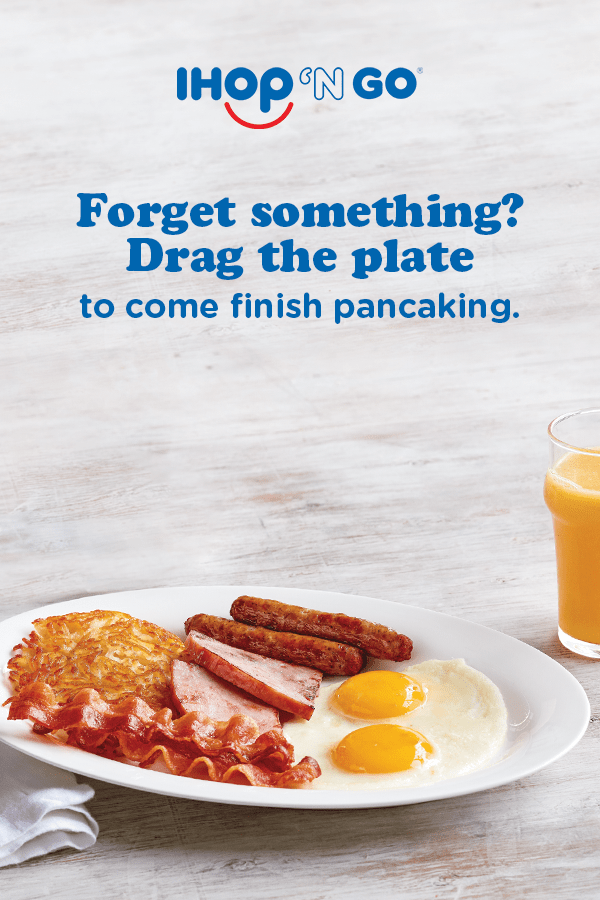 IHOP ‘N GO®
Forget something?
Drag the plate
to come finish pancaking.